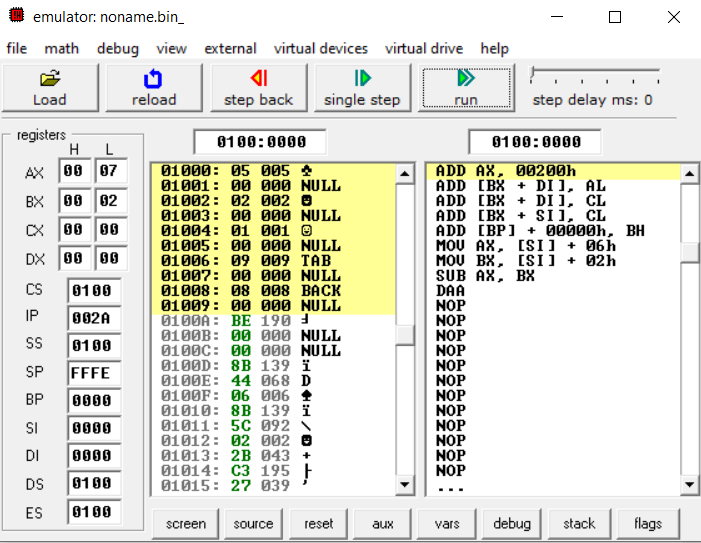 emulator: noname.bin_
file math debug view external virtual devices virtual drive help
Load reload step back single step run step delay ms: 0
registers
H L
0100:0000 0100:0000
AX 00 07
BX 00 02
CX 00 00
DX 00 00
CS 0100
IP 002A
SS 0100
SP FFFE
BP 0000
SI 0000
DI 0000
DS 0100
ES 0100
01000: 05 005 ♣
01001: 00 000 NULL
01002: 02 002 ☻
01003: 00 000 NULL
01004: 01 001 ☺
01005: 00 000 NULL
01006: 09 009 TAB
01007: 00 000 NULL
01008: 08 008 BACK
01009: 00 000 NULL
0100A: BE 190 ╛
0100B: 00 000 NULL
0100C: 00 000 NULL
0100D: 8B 139 ï
0100E: 44 068 D
0100F: 06 006 ♠
01010: 8B 139 ï
01011: 5C 092 \
01012: 02 002 ☻
01013: 2B 043 +
01014: C3 195 ├
01015: 27 039 '
ADD AX, 00200h
ADD [BX + DI], AL
ADD [BX + DI], CL
ADD [BX + SI], CL
ADD [BP] + 00000h, BH
MOV AX, [SI] + 06h
MOV BX, [SI] + 02h
SUB AX, BX
DAA
NOP
NOP
NOP
NOP
NOP
NOP
NOP
NOP
NOP
NOP
NOP
NOP
...
screen source reset aux vars debug stack flags